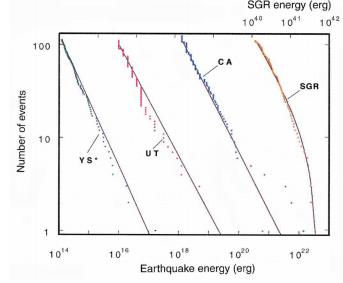 SGR energy (erg)
10^40 10^41 10^42
100
CA
SGR
Number of events
10
YS*
UT
1
10^14 10^16 10^18 10^20 10^22
Earthquake energy (erg)